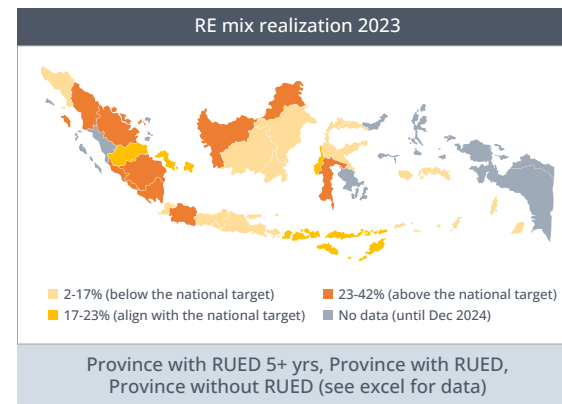 RE mix realization 2023
2-17% (below the national target)
23-42% (above the national target)
17-23% (align with the national target)
No data (until Dec 2024)
Province with RUED 5+ yrs, Province with RUED,
Province without RUED (see excel for data)